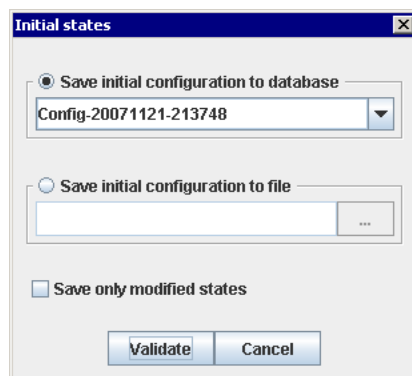 Initial states
Save initial configuration to database
Config-20071121-213748
Save initial configuration to file
...
Save only modified states
Validate Cancel